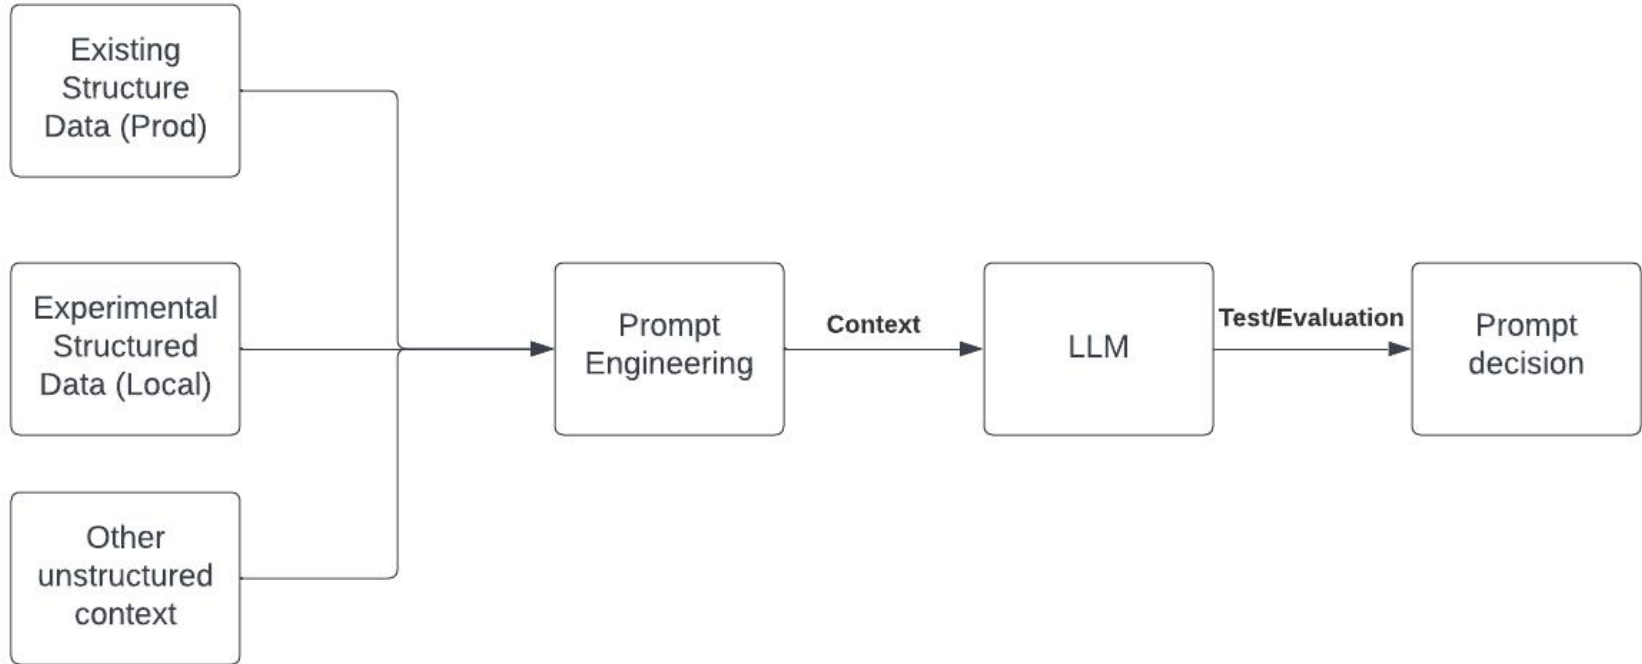 Existing
Structure
Data (Prod)
Experimental
Structured
Data (Local)
Other
unstructured
context
Prompt
Engineering
Context
LLM
Test/Evaluation
Prompt
decision